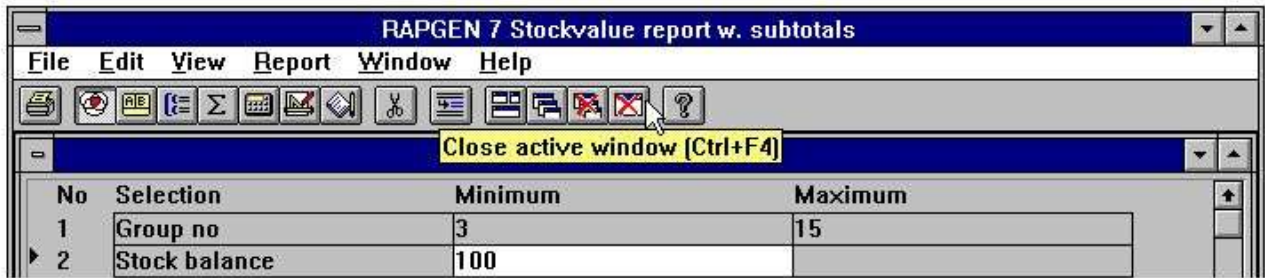 RAPGEN 7 Stockvalue report w. subtotals
File Edit View Report Window Help
Close active window (Ctrl+F4)
No Selection Minimum Maximum
1 Group no 3 15
2 Stock balance 100